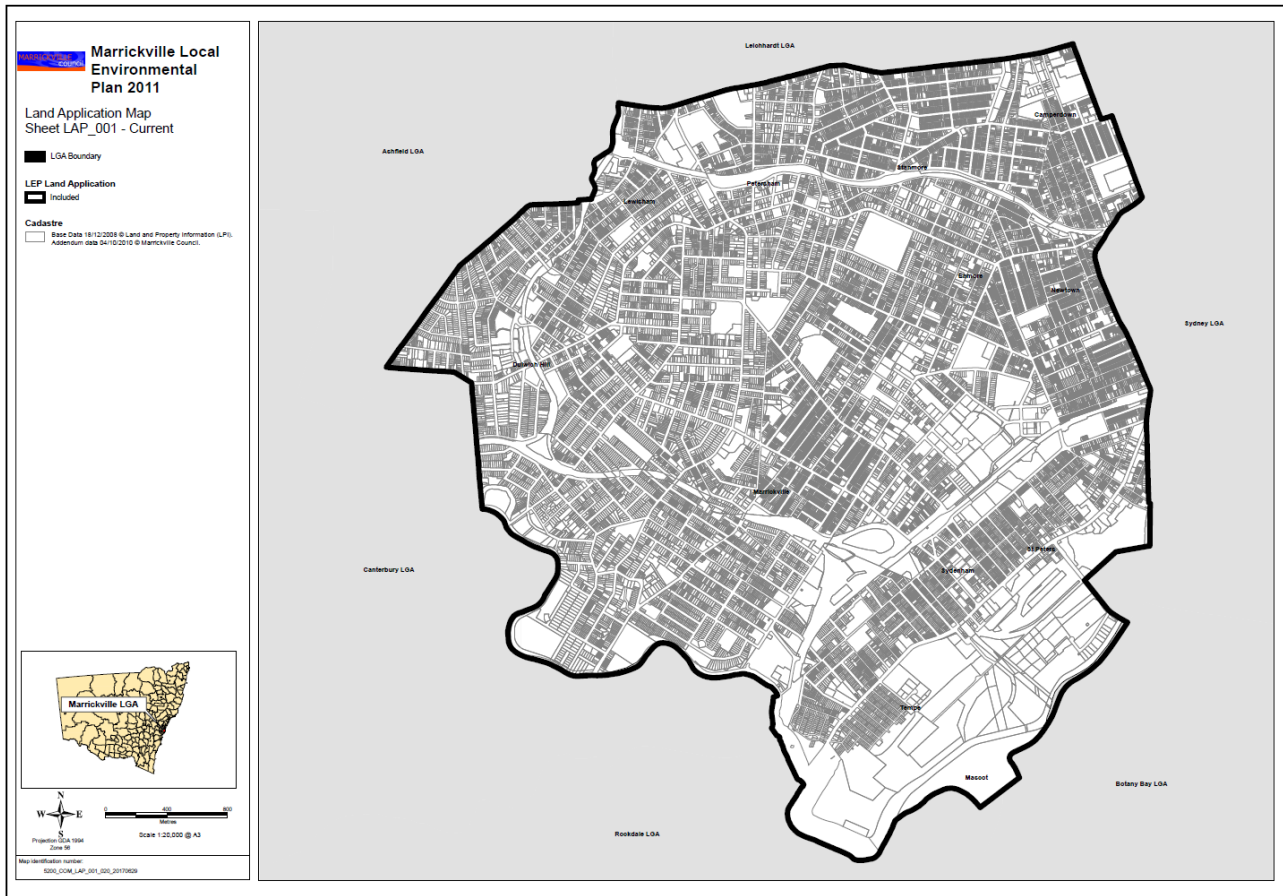 MARRICKVILLE
COUNCIL
Marrickville Local
Environmental
Plan 2011
Land Application Map
Sheet LAP_001 - Current
LGA Boundary
LEP Land Application
Included
Cadastre
Base Data 18/12/2008 © Land and Property Information (LPI).
Addendum data 04/10/2010 © Marrickville Council.
Marrickville LGA
N
W E
S
Projection GDA 1994
Zone 56
0 400 800
Metres
Scale 1:20,000 @ A3
Map identification number:
5200_COM_LAP_001_020_20170629
Leichhardt LGA
Camperdown
Ashfield LGA
Stanmore
Petersham
Lewisham
Enmore
Newtown
Sydney LGA
Dulwich Hill
Marrickville
St Peters
Canterbury LGA
Sydenham
Tempe
Mascot
Botany Bay LGA
Rockdale LGA